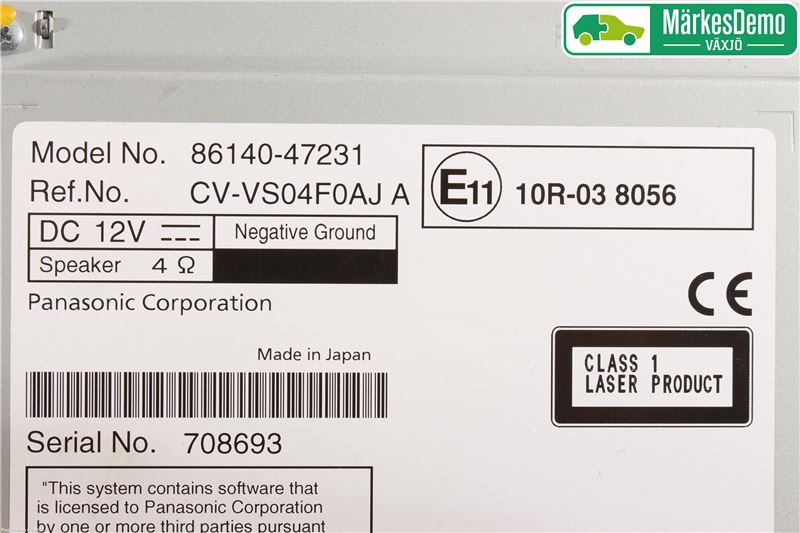 MärkesDemo
VÄXJÖ
Model No. 86140-47231
Ref.No. CV-VS04F0AJ A
E11 10R-03 8056
DC 12V ⎓ Negative Ground
Speaker 4 Ω
Panasonic Corporation
CE
Made in Japan
CLASS 1
LASER PRODUCT
Serial No. 708693
"This system contains software that
is licensed to Panasonic Corporation
by one or more third parties pursuant